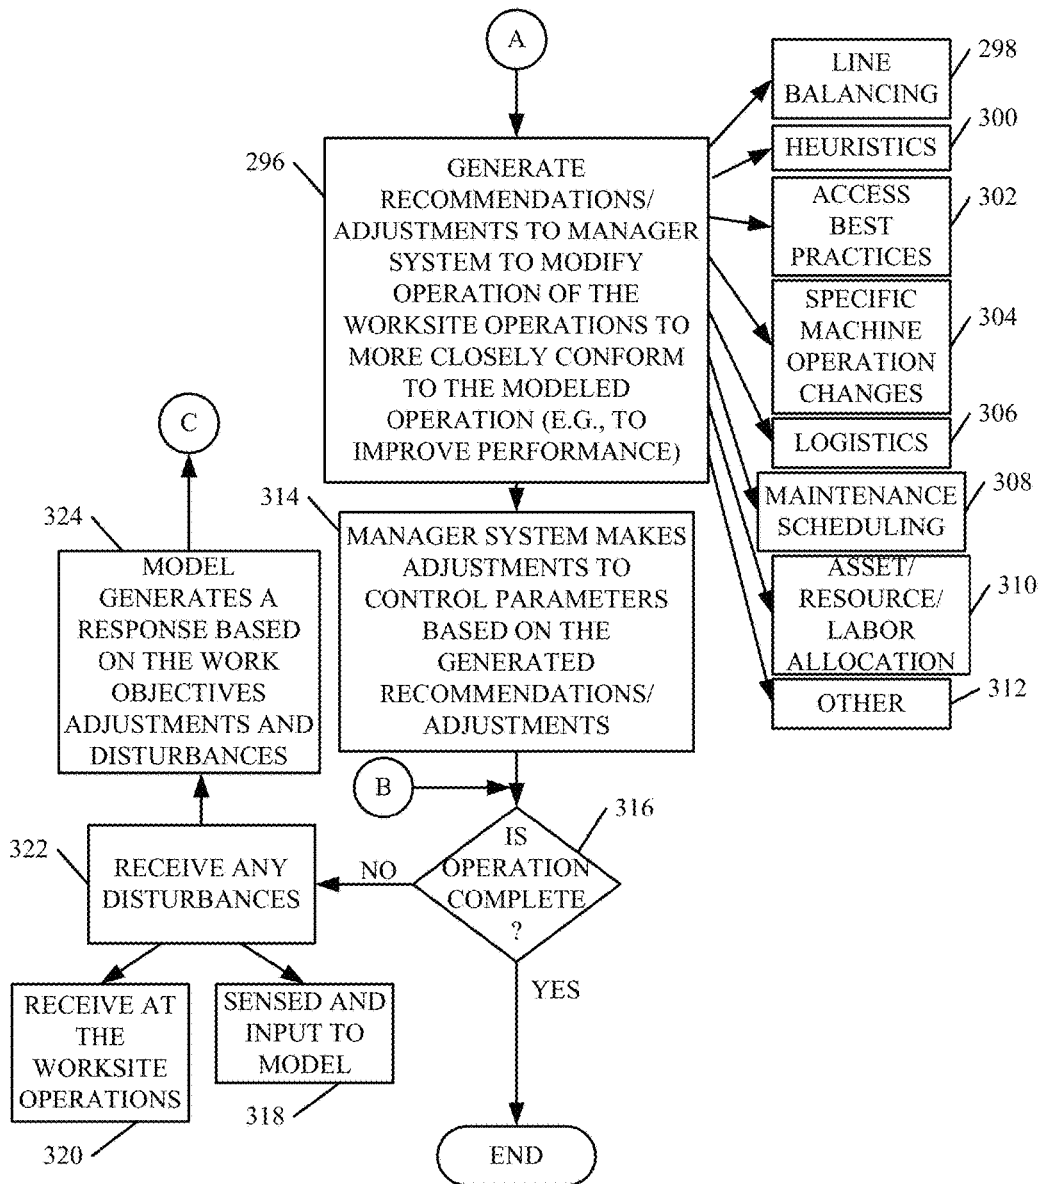 A
296
GENERATE
RECOMMENDATIONS/
ADJUSTMENTS TO MANAGER
SYSTEM TO MODIFY
OPERATION OF THE
WORKSITE OPERATIONS TO
MORE CLOSELY CONFORM
TO THE MODELED
OPERATION (E.G., TO
IMPROVE PERFORMANCE)
LINE
BALANCING
298
HEURISTICS
300
ACCESS
BEST
PRACTICES
302
SPECIFIC
MACHINE
OPERATION
CHANGES
304
LOGISTICS
306
MAINTENANCE
SCHEDULING
308
ASSET/
RESOURCE/
LABOR
ALLOCATION
310
OTHER
312
314
MANAGER SYSTEM MAKES
ADJUSTMENTS TO
CONTROL PARAMETERS
BASED ON THE
GENERATED
RECOMMENDATIONS/
ADJUSTMENTS
B
316
IS
OPERATION
COMPLETE
?
NO
YES
END
322
RECEIVE ANY
DISTURBANCES
RECEIVE AT
THE
WORKSITE
OPERATIONS
320
SENSED AND
INPUT TO
MODEL
318
324
MODEL
GENERATES A
RESPONSE BASED
ON THE WORK
OBJECTIVES
ADJUSTMENTS AND
DISTURBANCES
C